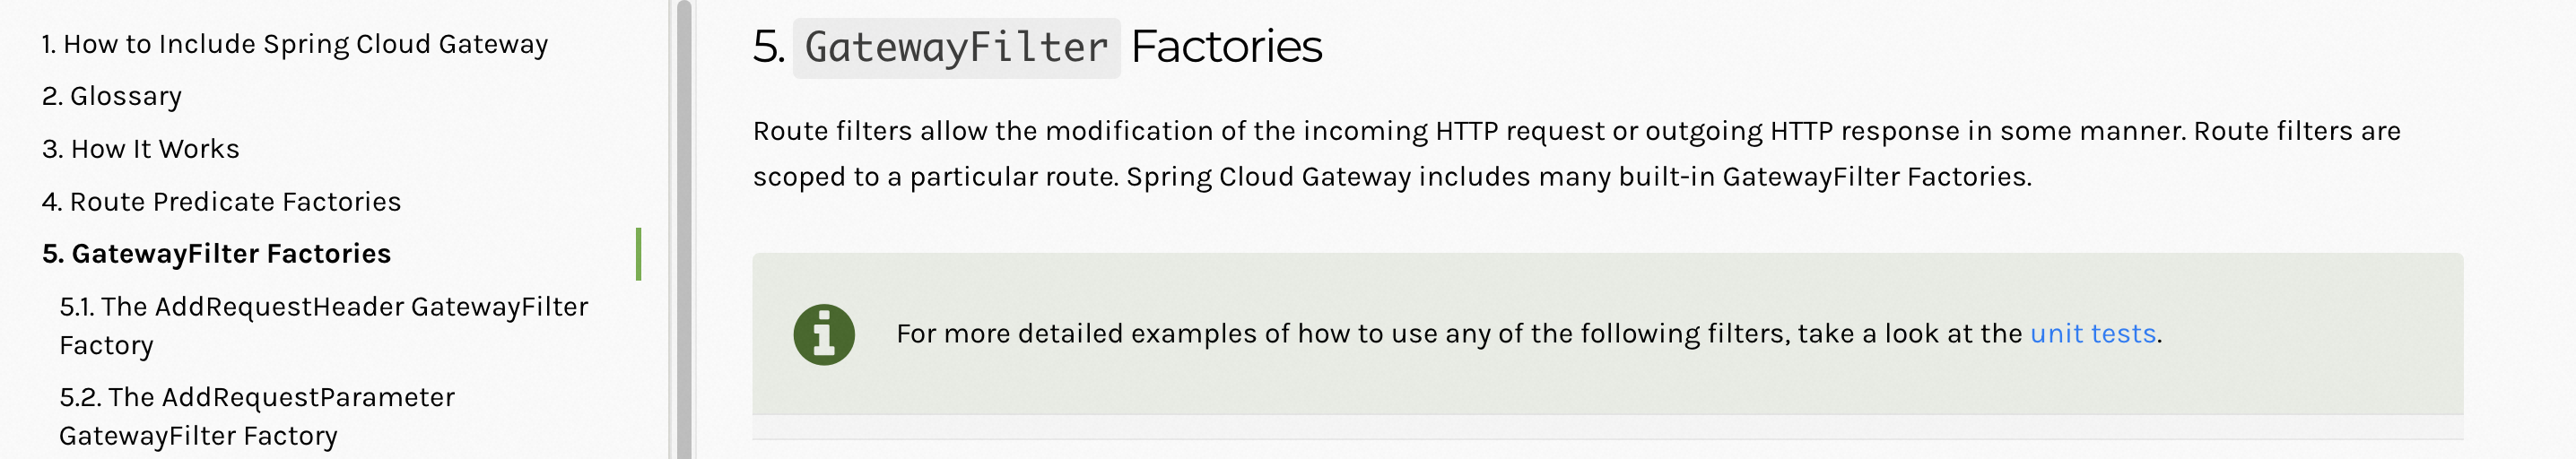 1. How to Include Spring Cloud Gateway
2. Glossary
3. How It Works
4. Route Predicate Factories
5. GatewayFilter Factories
5.1. The AddRequestHeader GatewayFilter
Factory
5.2. The AddRequestParameter
GatewayFilter Factory
5. GatewayFilter Factories
Route filters allow the modification of the incoming HTTP request or outgoing HTTP response in some manner. Route filters are
scoped to a particular route. Spring Cloud Gateway includes many built-in GatewayFilter Factories.
For more detailed examples of how to use any of the following filters, take a look at the unit tests.